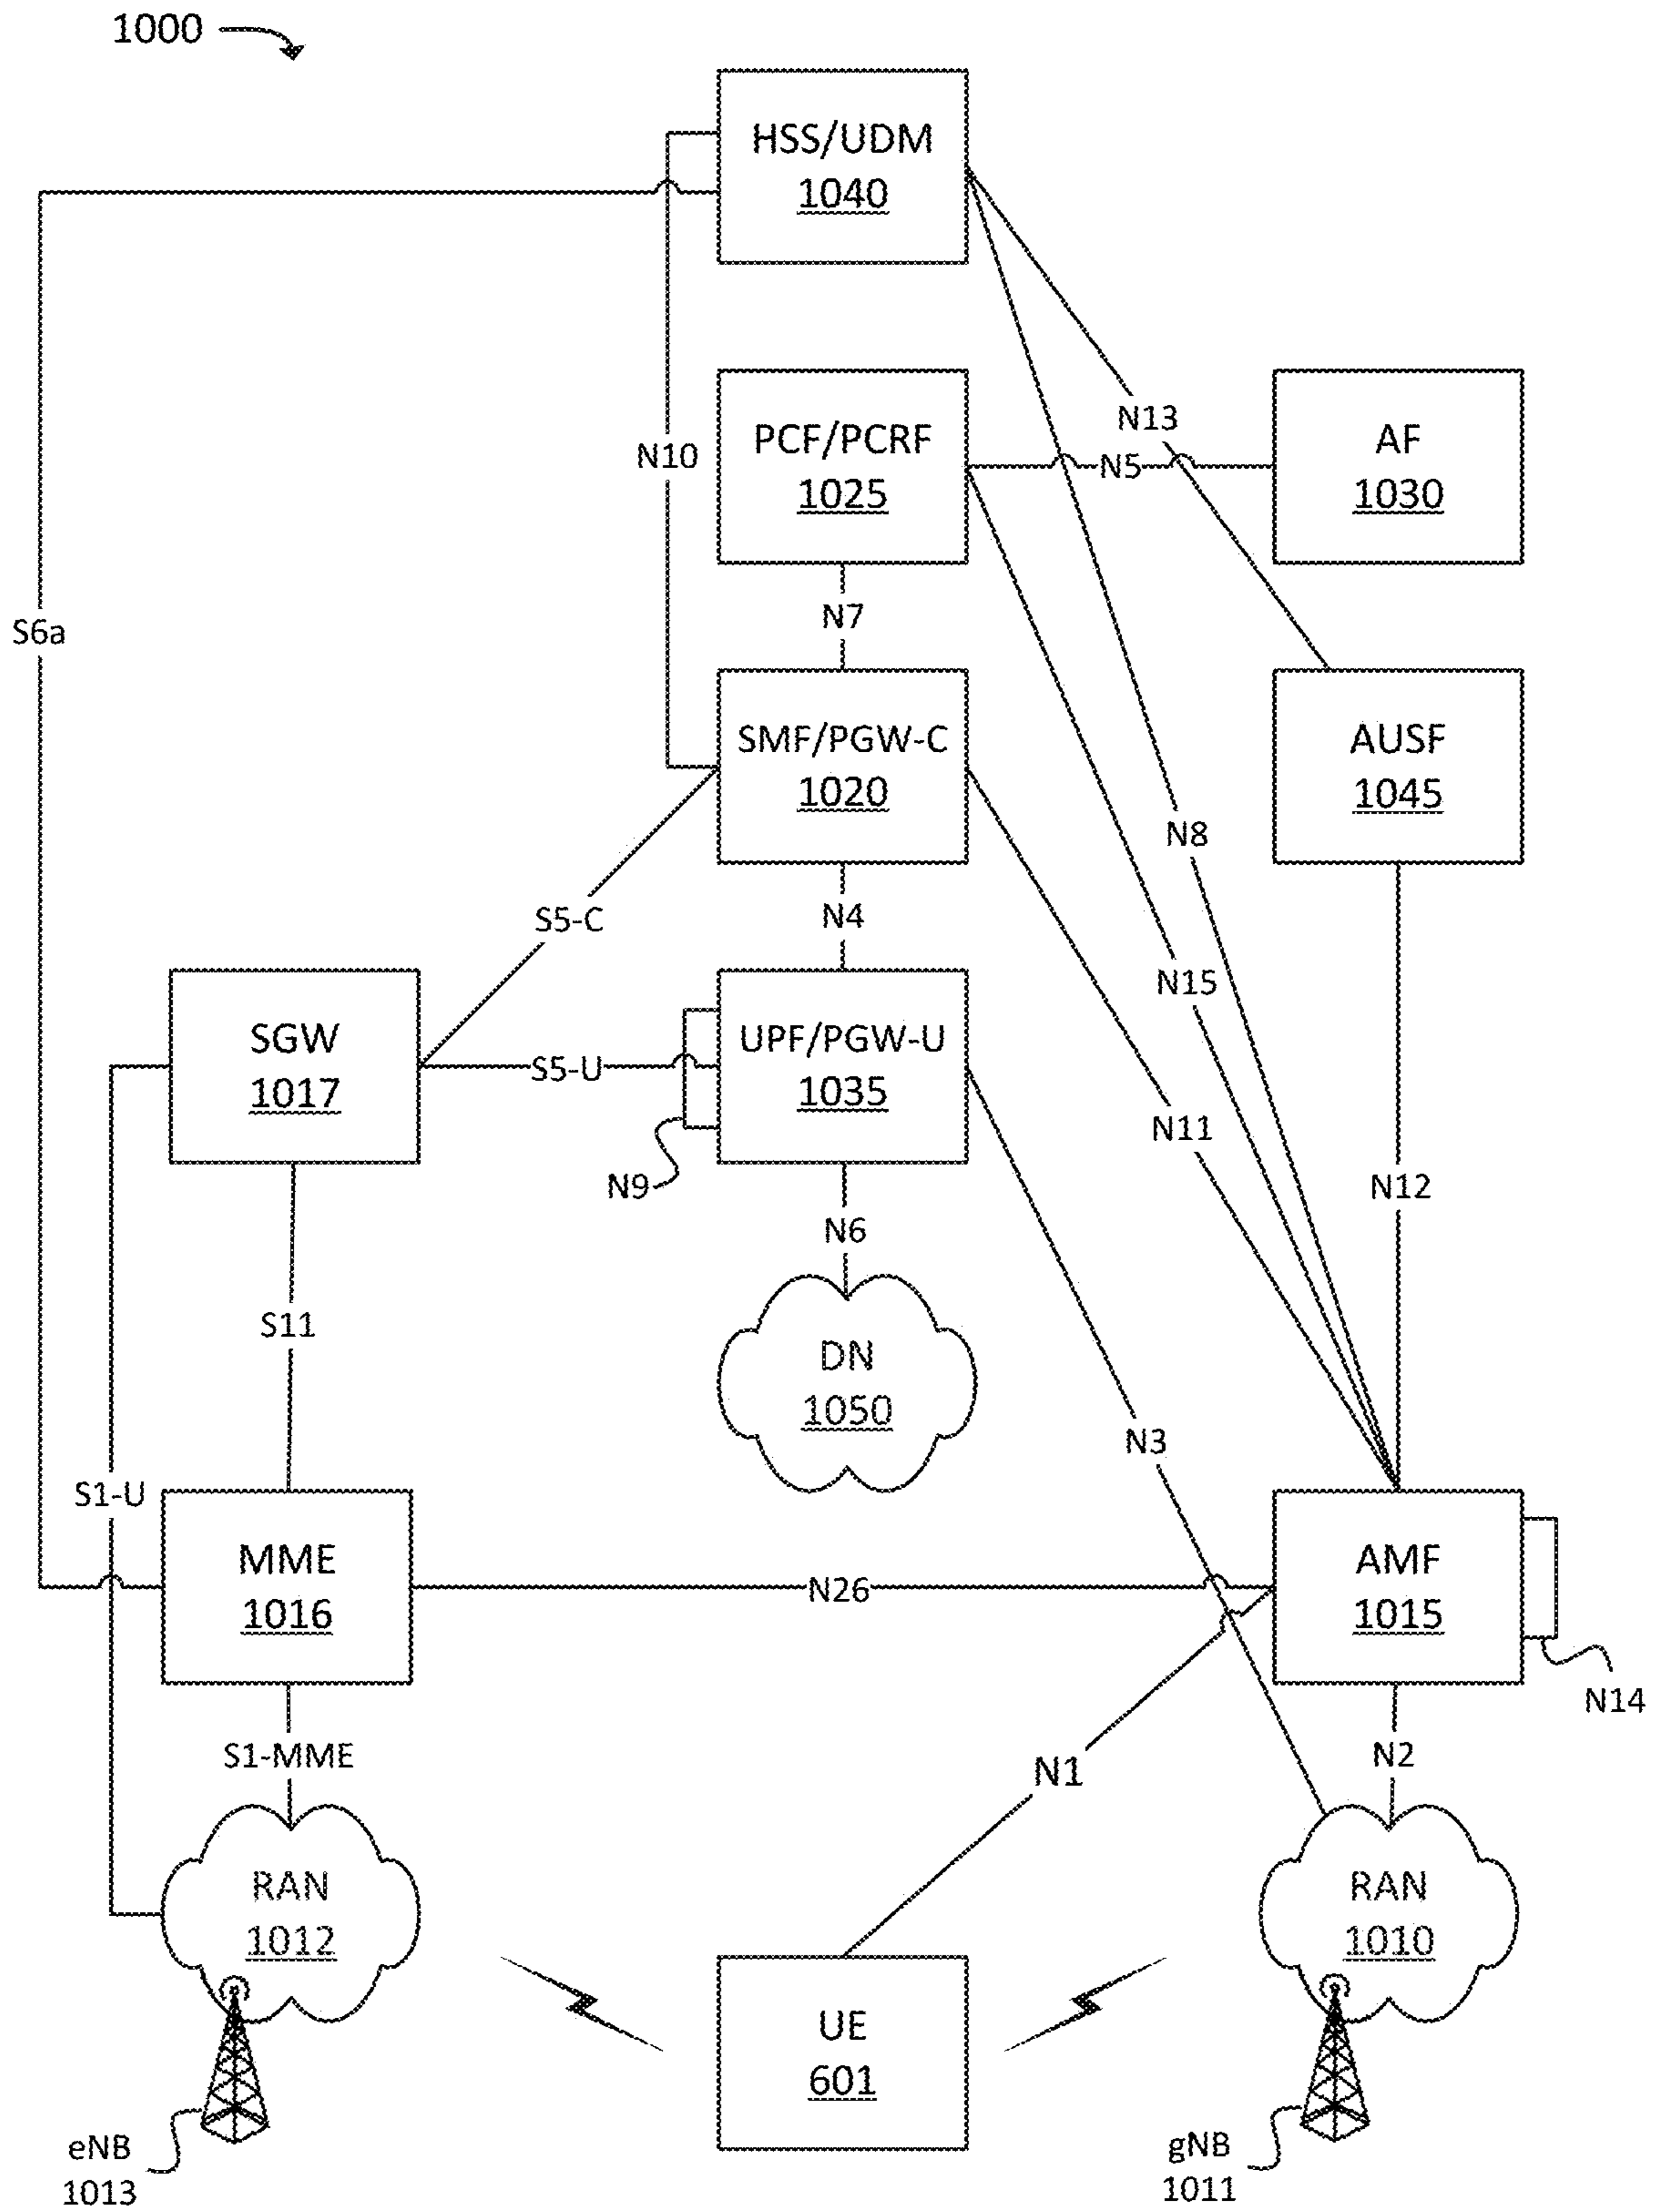 1000
HSS/UDM
1040
N13
PCF/PCRF
1025
N5
AF
1030
N10
N7
S6a
SMF/PGW-C
1020
AUSF
1045
N8
S5-C
N4
N15
SGW
1017
S5-U
UPF/PGW-U
1035
N11
N9
N12
N6
S11
DN
1050
N3
S1-U
MME
1016
N26
AMF
1015
N14
S1-MME
N1
N2
RAN
1012
RAN
1010
UE
601
eNB
1013
gNB
1011